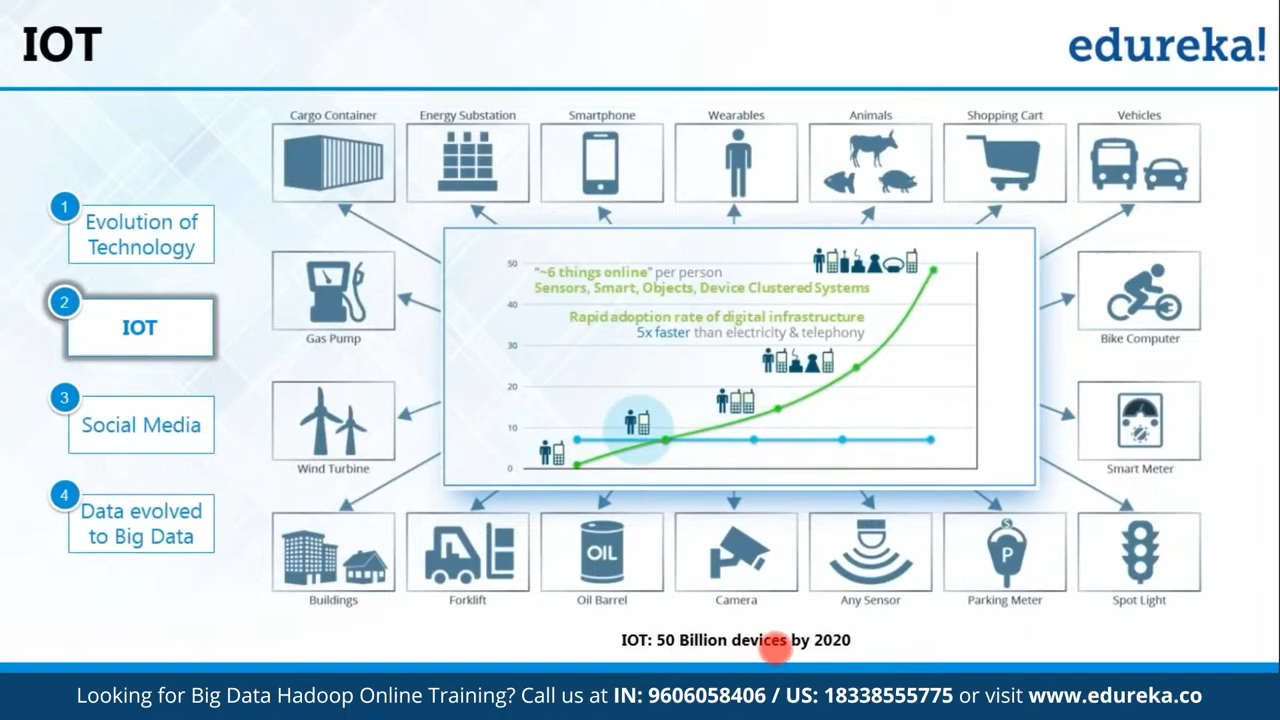 IOT
edureka!
Cargo Container
Energy Substation
Smartphone
Wearables
Animals
Shopping Cart
Vehicles
1
Evolution of
Technology
2
IOT
3
Social Media
4
Data evolved
to Big Data
Gas Pump
Wind Turbine
50
40
30
20
10
0
"~6 things online" per person
Sensors, Smart, Objects, Device Clustered Systems
Rapid adoption rate of digital infrastructure
5x faster than electricity & telephony
Bike Computer
Smart Meter
OIL
S
P
Buildings
Forklift
Oil Barrel
Camera
Any Sensor
Parking Meter
Spot Light
IOT: 50 Billion devices by 2020
Looking for Big Data Hadoop Online Training? Call us at IN: 9606058406 / US: 18338555775 or visit www.edureka.co